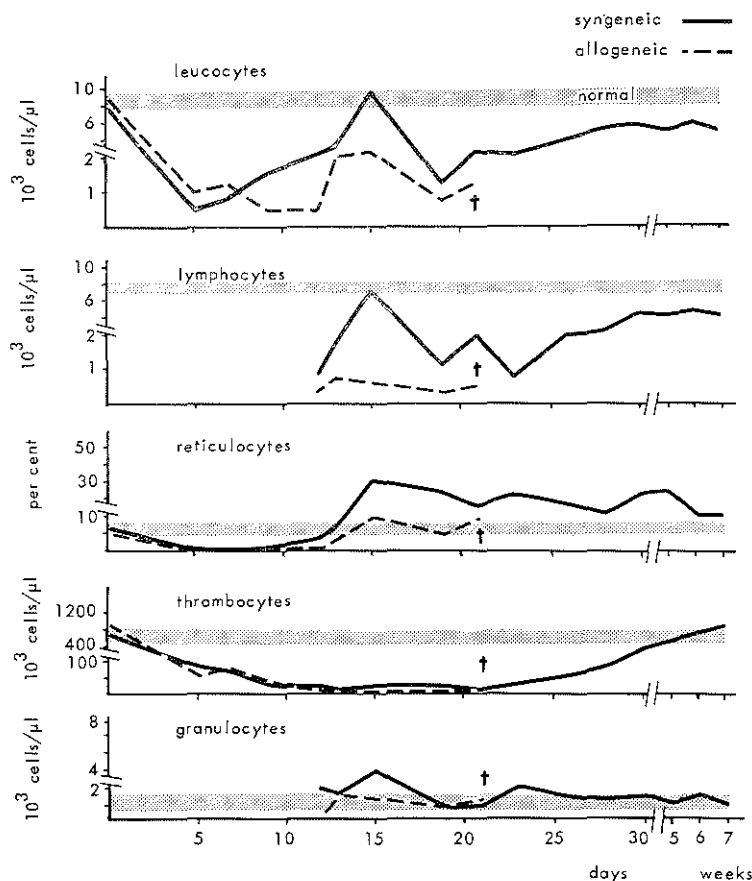 syngeneic
allogeneic
leucocytes
10³ cells/µl
10
6
2
1
normal
†
lymphocytes
10³ cells/µl
10
6
2
1
†
reticulocytes
per cent
50
30
10
†
thrombocytes
10³ cells/µl
1200
400
100
†
granulocytes
10³ cells/µl
8
4
2
†
5 10 15 20 25 30 5 6 7
days weeks